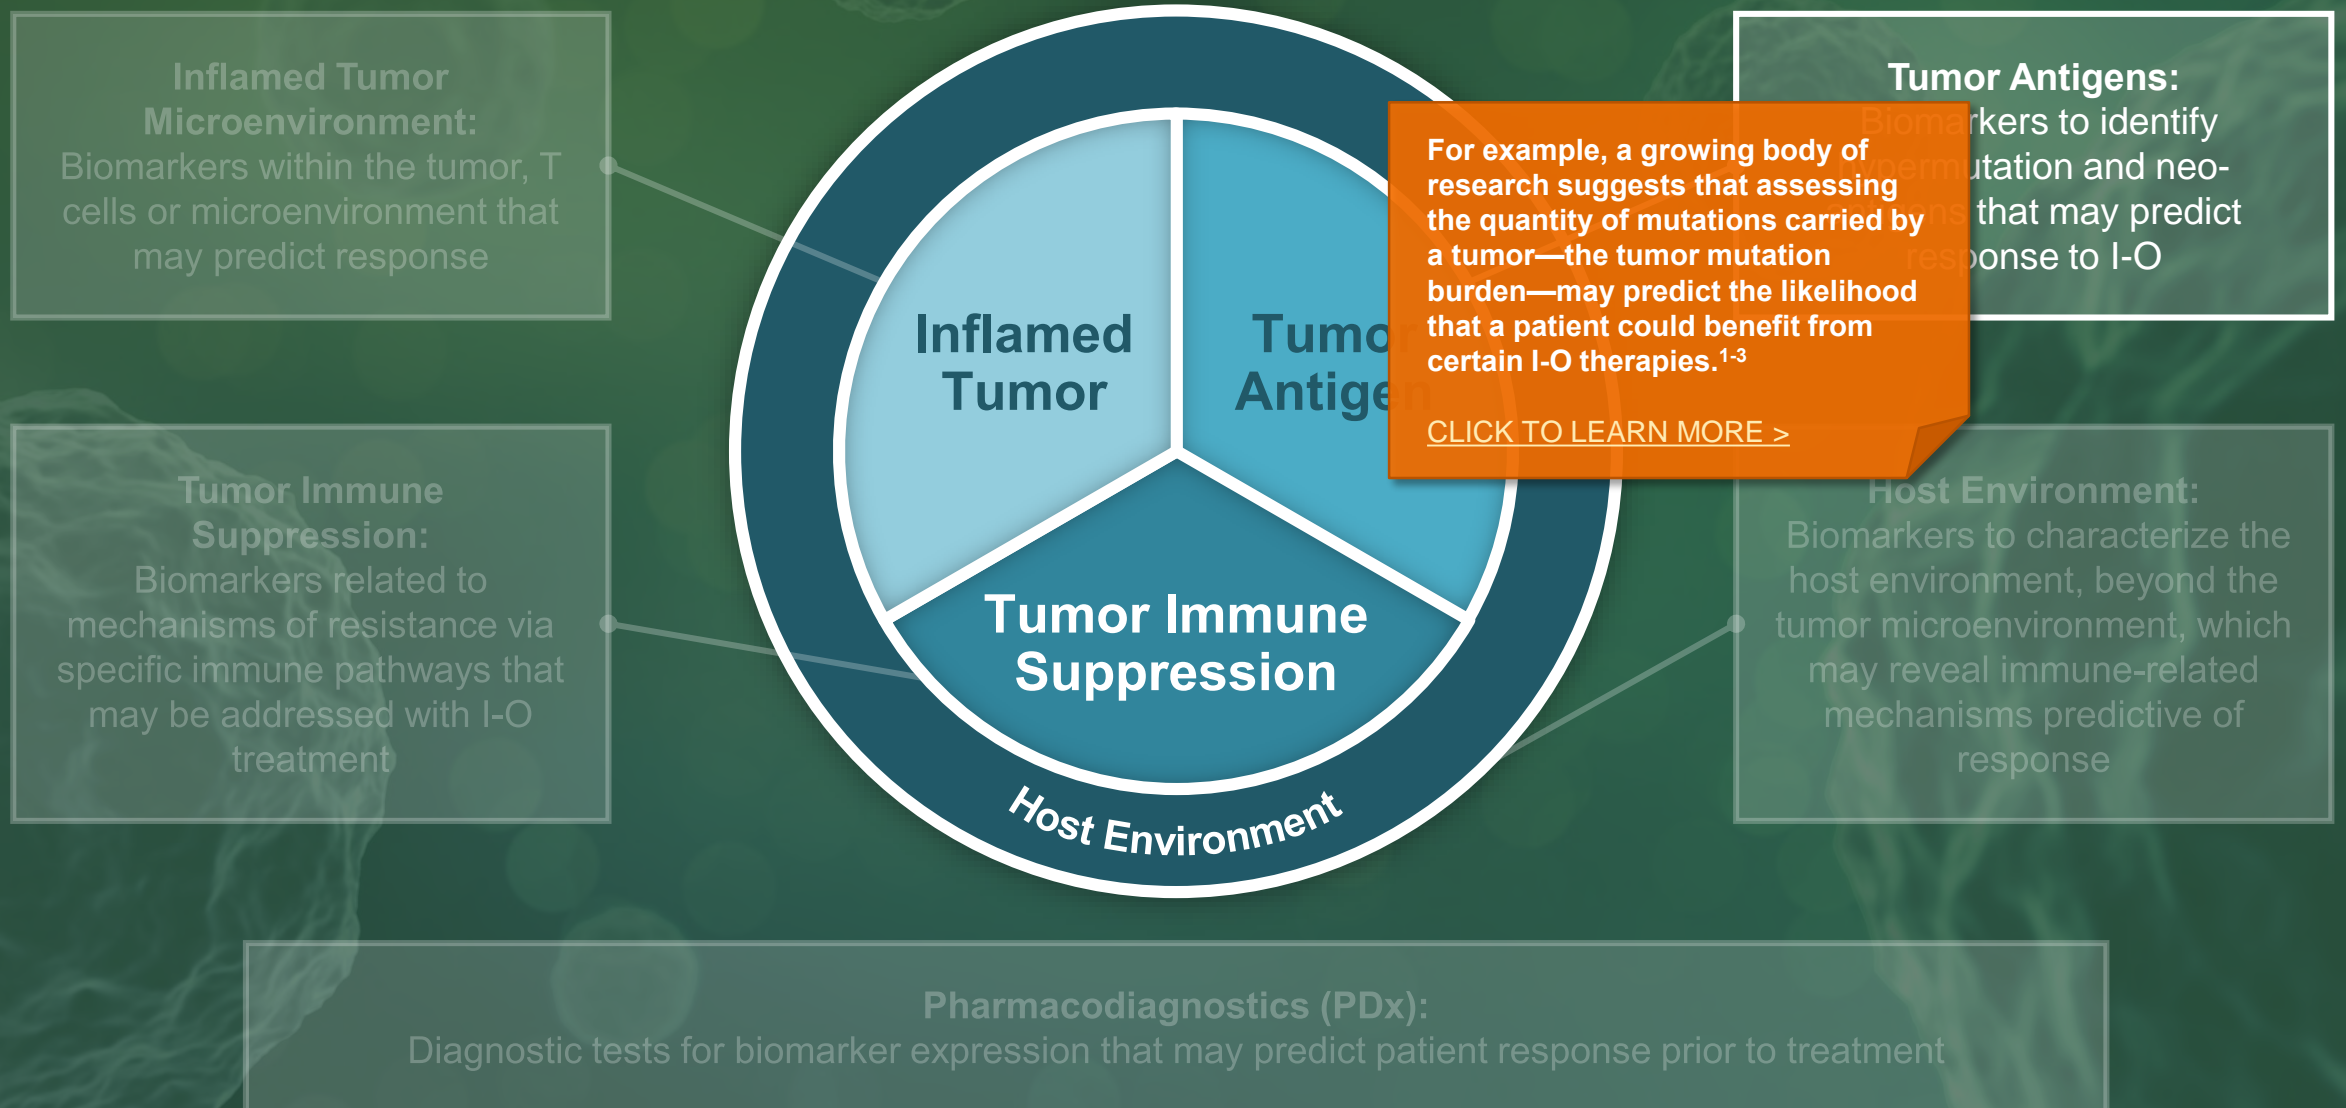 Inflamed Tumor
Microenvironment:
Biomarkers within the tumor, T
cells or microenvironment that
may predict response
Tumor Immune
Suppression:
Biomarkers related to
mechanisms of resistance via
specific immune pathways that
may be addressed with I-O
treatment
Inflamed
Tumor
Tumor
Antigen
Tumor Immune
Suppression
Host Environment
Tumor Antigens:
Biomarkers to identify
hypermutation and neo-
antigens that may predict
response to I-O
For example, a growing body of
research suggests that assessing
the quantity of mutations carried by
a tumor—the tumor mutation
burden—may predict the likelihood
that a patient could benefit from
certain I-O therapies.1-3
CLICK TO LEARN MORE >
Host Environment:
Biomarkers to characterize the
host environment, beyond the
tumor microenvironment, which
may reveal immune-related
mechanisms predictive of
response
Pharmacodiagnostics (PDx):
Diagnostic tests for biomarker expression that may predict patient response prior to treatment